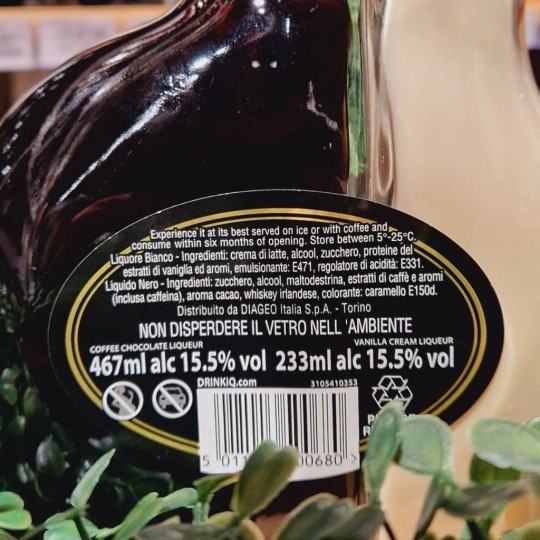 Experience it at its best served on ice or with coffee and
consume within six months of opening. Store between 5°-25°C.
Liquore Bianco - Ingredienti: crema di latte, alcool, zucchero, proteine del
estratti di vaniglia ed aromi, emulsionante: E471, regolatore di acidità: E331.
Liquido Nero - Ingredienti: zucchero, alcool, maltodestrina, estratti di caffè e aromi
(inclusa caffeina), aroma cacao, whiskey irlandese, colorante: caramello E150d.
Distribuito da DIAGEO Italia S.p.A. - Torino
NON DISPERDERE IL VETRO NELL 'AMBIENTE
COFFEE CHOCOLATE LIQUEUR VANILLA CREAM LIQUEUR
467ml alc 15.5% vol 233ml alc 15.5% vol
DRINKiQ.com 3105410353
5 011 00680 >